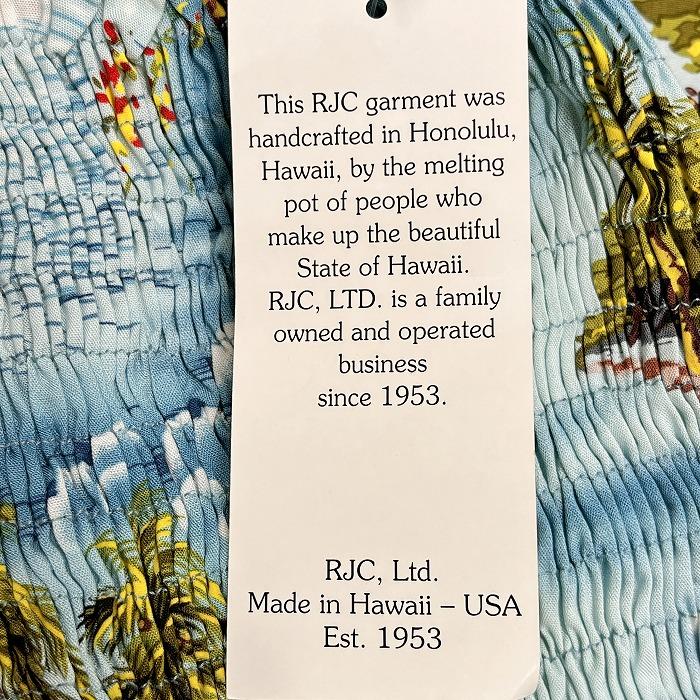 This RJC garment was
handcrafted in Honolulu,
Hawaii, by the melting
pot of people who
make up the beautiful
State of Hawaii.
RJC, LTD. is a family
owned and operated
business
since 1953.
RJC, Ltd.
Made in Hawaii – USA
Est. 1953